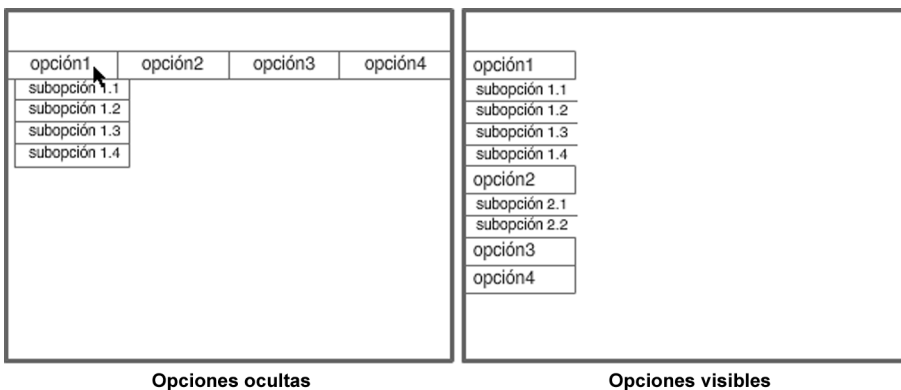 opción1 opción2 opción3 opción4
subopción 1.1
subopción 1.2
subopción 1.3
subopción 1.4
opción1
subopción 1.1
subopción 1.2
subopción 1.3
subopción 1.4
opción2
subopción 2.1
subopción 2.2
opción3
opción4
Opciones ocultas
Opciones visibles